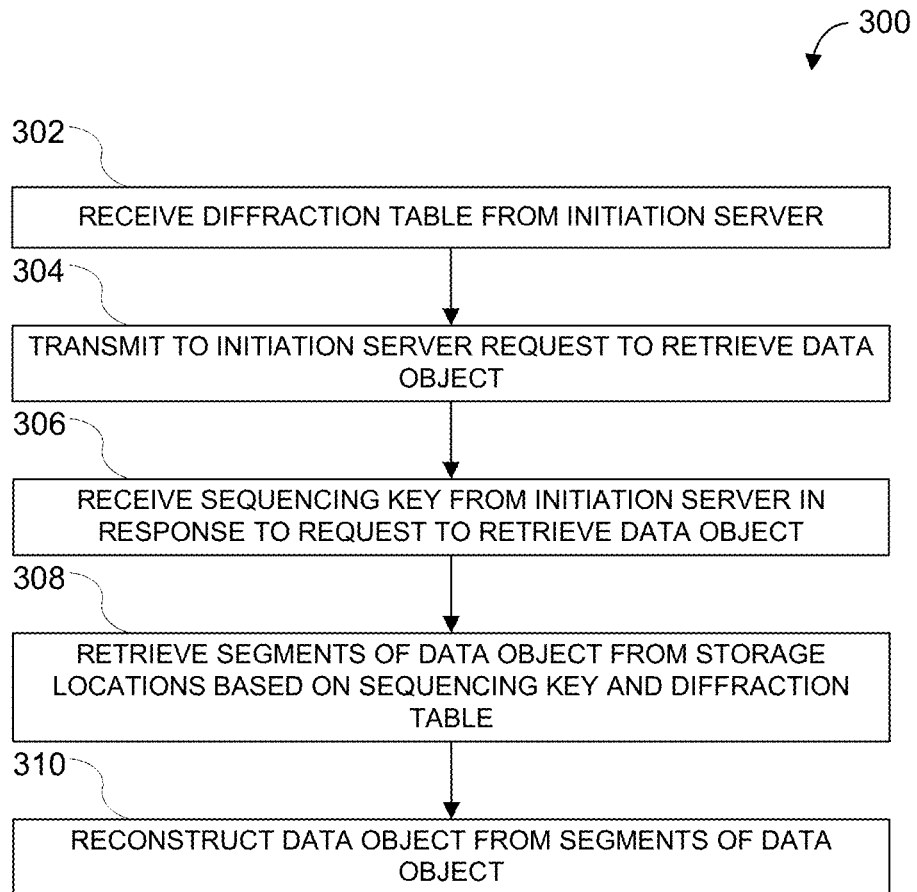 300
302
RECEIVE DIFFRACTION TABLE FROM INITIATION SERVER
304
TRANSMIT TO INITIATION SERVER REQUEST TO RETRIEVE DATA
OBJECT
306
RECEIVE SEQUENCING KEY FROM INITIATION SERVER IN
RESPONSE TO REQUEST TO RETRIEVE DATA OBJECT
308
RETRIEVE SEGMENTS OF DATA OBJECT FROM STORAGE
LOCATIONS BASED ON SEQUENCING KEY AND DIFFRACTION
TABLE
310
RECONSTRUCT DATA OBJECT FROM SEGMENTS OF DATA
OBJECT